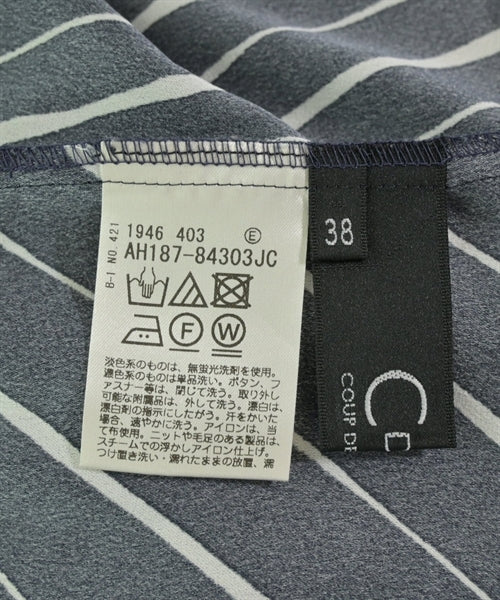 B-1 NO.421
1946 403 Ⓔ
AH187-84303JC
F W
淡色系のものは、無蛍光洗剤を使用。
濃色系のものは単品洗い。ボタン、フ
ァスナー等は、閉じて洗う。取り外し
可能な附属品は、外して洗う。漂白は、
漂白剤の指示にしたがう。汗をかいた
場合、速やかに洗う。アイロンは、当
て布使用。ニットや毛足のある製品は、
スチームでの浮かしアイロン仕上げ。
つけ置き洗い・濡れたままの放置、濡
38
COUP DE